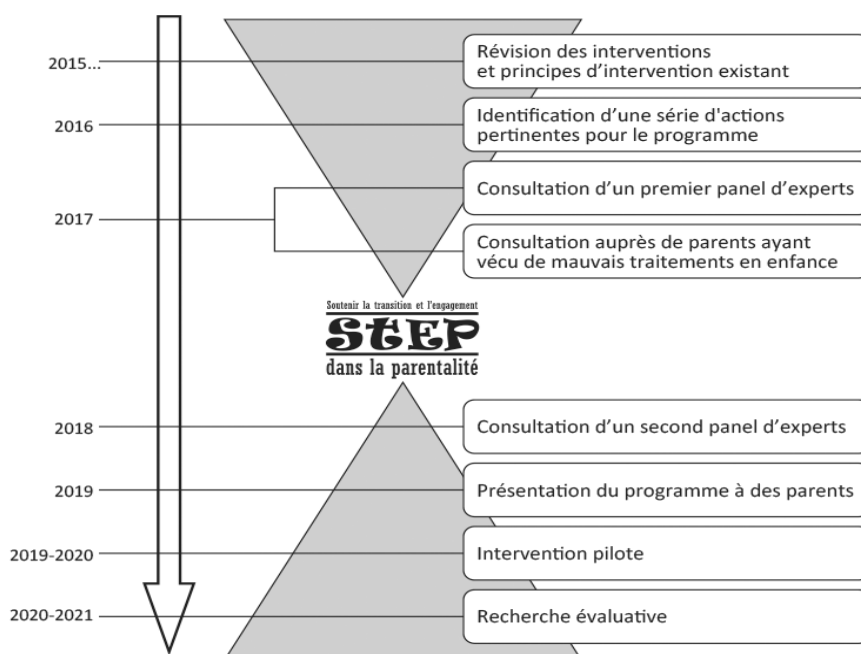 2015...
Révision des interventions
et principes d’intervention existant
2016
Identification d’une série d'actions
pertinentes pour le programme
2017
Consultation d’un premier panel d’experts
Consultation auprès de parents ayant
vécu de mauvais traitements en enfance
Soutenir la transition et l'engagement
StEP
dans la parentalité
2018
Consultation d’un second panel d’experts
2019
Présentation du programme à des parents
2019-2020
Intervention pilote
2020-2021
Recherche évaluative